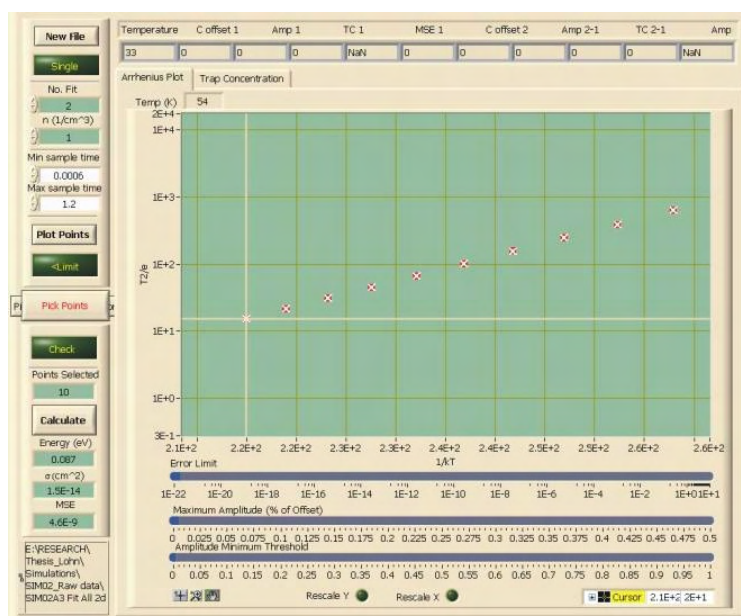 New File
Single
No. Fit
2
n (1/cm^3)
1
Min sample time
0.0006
Max sample time
1.2
Plot Points
<Limit
Pick Points
Check
Points Selected
10
Calculate
Energy (eV)
0.087
σ(cm^2)
1.5E-14
MSE
4.6E-9
E:\RESEARCH\
Thesis_Lohn\
Simulations\
SIM02_Raw data\
SIM02A3 Fit All 2d
Temperature C offset 1 Amp 1 TC 1 MSE 1 C offset 2 Amp 2-1 TC 2-1 Amp
33 0 0 NaN 0 0 0 0 NaN
Arrhenius Plot Trap Concentration
Temp (K) 54
2E+4
1E+4
1E+3
1E+2
1E+1
1E+0
3E-1
T2/e
2.1E+2 2.2E+2 2.2E+2 2.3E+2 2.3E+2 2.4E+2 2.4E+2 2.5E+2 2.5E+2 2.6E+2 2.6E+2
1/kT
Error Limit
1E-22 1E-20 1E-18 1E-16 1E-14 1E-12 1E-10 1E-8 1E-6 1E-4 1E-2 1E+0 1E+1
Maximum Amplitude (% of Offset)
0 0.025 0.05 0.075 0.1 0.125 0.15 0.175 0.2 0.225 0.25 0.275 0.3 0.325 0.35 0.375 0.4 0.425 0.45 0.475 0.5
Amplitude Minimum Threshold
0 0.05 0.1 0.15 0.2 0.25 0.3 0.35 0.4 0.45 0.5 0.55 0.6 0.65 0.7 0.75 0.8 0.85 0.9 0.95 1
Rescale Y Rescale X Cursor 2.1E+2 2E+1